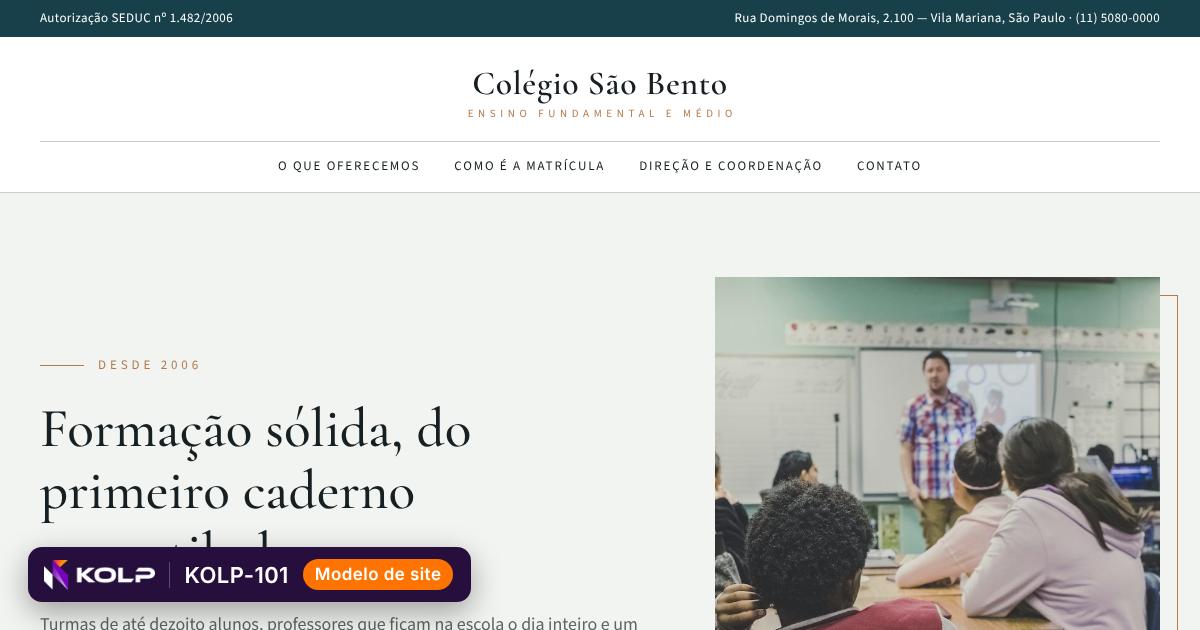 Autorização SEDUC nº 1.482/2006
Rua Domingos de Morais, 2.100 — Vila Mariana, São Paulo · (11) 5080-0000
Colégio São Bento
ENSINO FUNDAMENTAL E MÉDIO
O QUE OFERECEMOS
COMO É A MATRÍCULA
DIREÇÃO E COORDENAÇÃO
CONTATO
DESDE 2006
Formação sólida, do
primeiro caderno
KOLP
KOLP-101
Modelo de site
Turmas de até dezoito alunos, professores que ficam na escola o dia inteiro e um